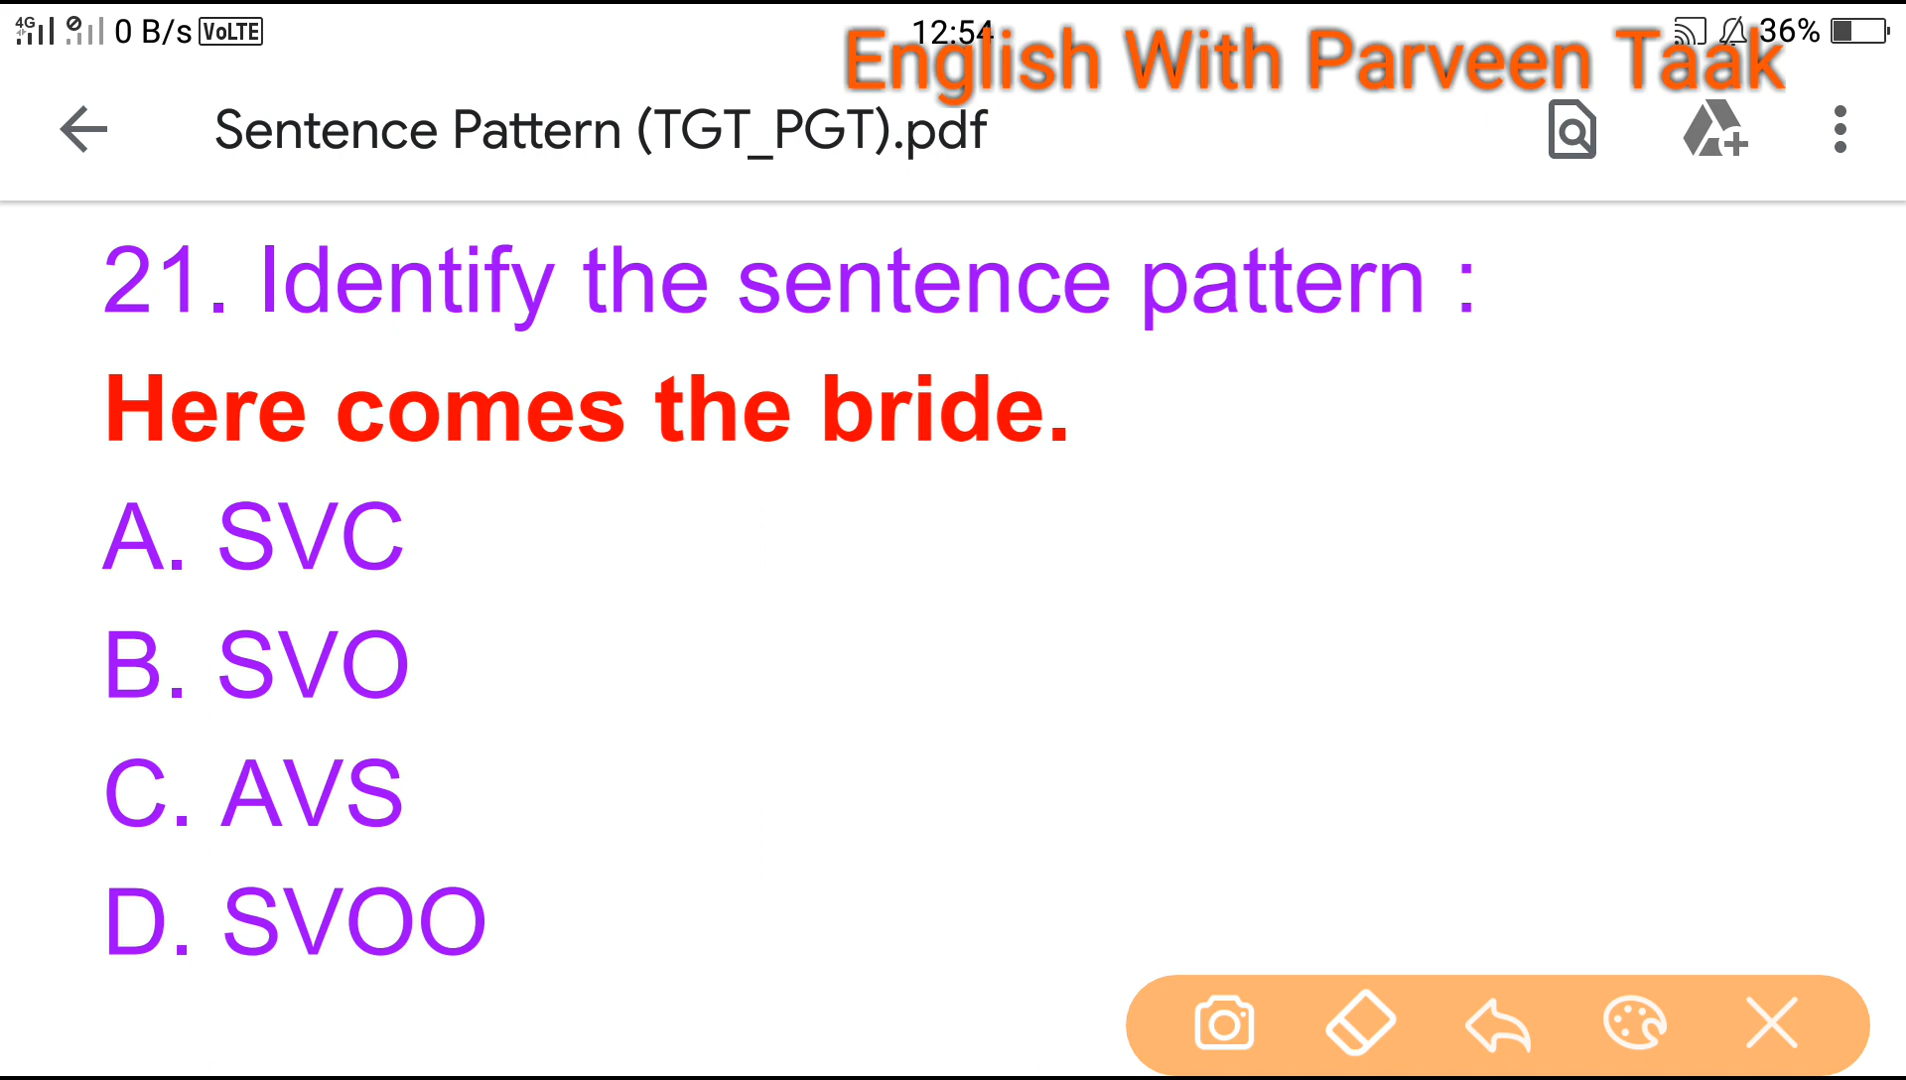 4G 0 B/s VoLTE 12:54 36%
English With Parveen Taak
Sentence Pattern (TGT_PGT).pdf
21. Identify the sentence pattern :
Here comes the bride.
A. SVC
B. SVO
C. AVS
D. SVOO